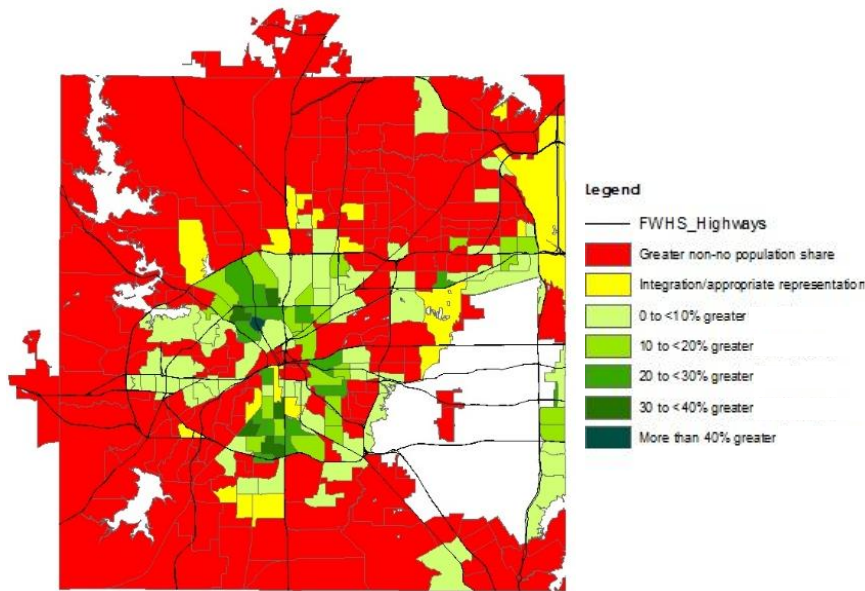 Legend
FWHS_Highways
Greater non-no population share
Integration/appropriate representation
0 to <10% greater
10 to <20% greater
20 to <30% greater
30 to <40% greater
More than 40% greater